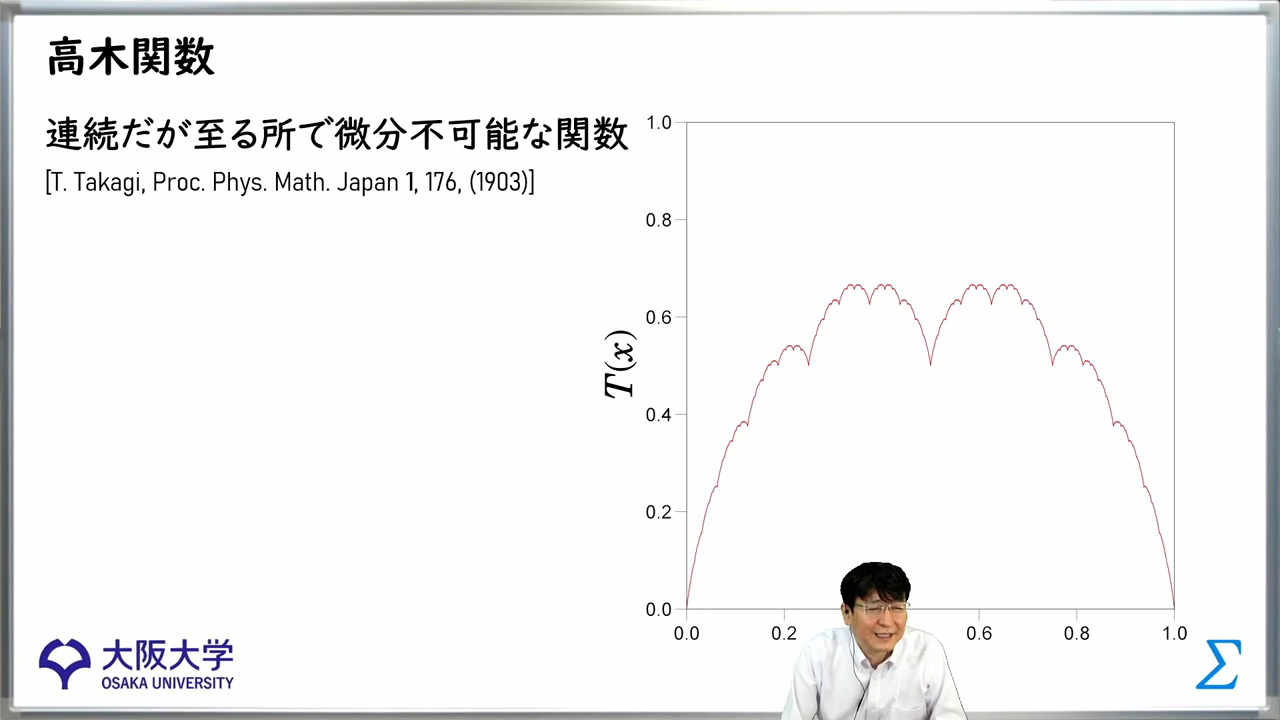 高木関数
連続だが至る所で微分不可能な関数
[T. Takagi, Proc. Phys. Math. Japan 1, 176, (1903)]
1.0
0.8
0.6
0.4
0.2
0.0
T(x)
0.0 0.2 0.6 0.8 1.0
大阪大学
OSAKA UNIVERSITY
Σ